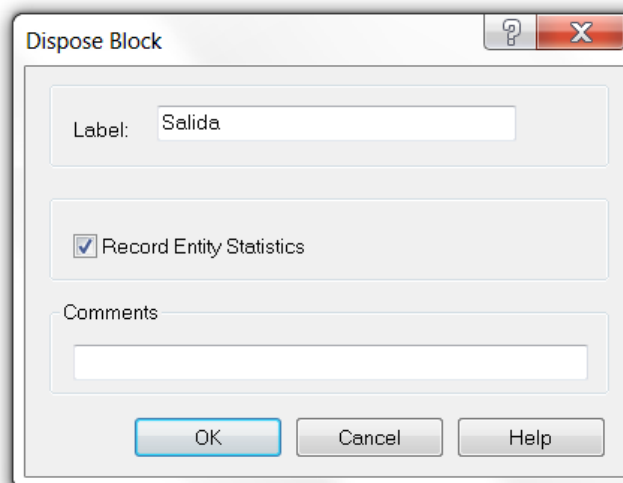 Dispose Block
Label: Salida
Record Entity Statistics
Comments
OK Cancel Help